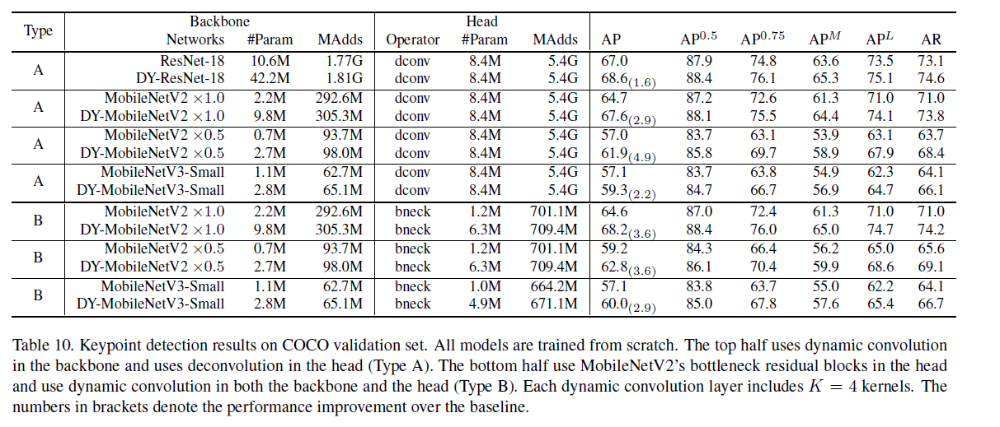 Type Backbone Head
Networks #Param MAdds Operator #Param MAdds AP AP^0.5 AP^0.75 AP^M AP^L AR
A ResNet-18 10.6M 1.77G dconv 8.4M 5.4G 67.0 87.9 74.8 63.6 73.5 73.1
DY-ResNet-18 42.2M 1.81G dconv 8.4M 5.4G 68.6(1.6) 88.4 76.1 65.3 75.1 74.6
A MobileNetV2 ×1.0 2.2M 292.6M dconv 8.4M 5.4G 64.7 87.2 72.6 61.3 71.0 71.0
DY-MobileNetV2 ×1.0 9.8M 305.3M dconv 8.4M 5.4G 67.6(2.9) 88.1 75.5 64.4 74.1 73.8
A MobileNetV2 ×0.5 0.7M 93.7M dconv 8.4M 5.4G 57.0 83.7 63.1 53.9 63.1 63.7
DY-MobileNetV2 ×0.5 2.7M 98.0M dconv 8.4M 5.4G 61.9(4.9) 85.8 69.7 58.9 67.9 68.4
A MobileNetV3-Small 1.1M 62.7M dconv 8.4M 5.4G 57.1 83.7 63.8 54.9 62.3 64.1
DY-MobileNetV3-Small 2.8M 65.1M dconv 8.4M 5.4G 59.3(2.2) 84.7 66.7 56.9 64.7 66.1
B MobileNetV2 ×1.0 2.2M 292.6M bneck 1.2M 701.1M 64.6 87.0 72.4 61.3 71.0 71.0
DY-MobileNetV2 ×1.0 9.8M 305.3M bneck 6.3M 709.4M 68.2(3.6) 88.4 76.0 65.0 74.7 74.2
B MobileNetV2 ×0.5 0.7M 93.7M bneck 1.2M 701.1M 59.2 84.3 66.4 56.2 65.0 65.6
DY-MobileNetV2 ×0.5 2.7M 98.0M bneck 6.3M 709.4M 62.8(3.6) 86.1 70.4 59.9 68.6 69.1
B MobileNetV3-Small 1.1M 62.7M bneck 1.0M 664.2M 57.1 83.8 63.7 55.0 62.2 64.1
DY-MobileNetV3-Small 2.8M 65.1M bneck 4.9M 671.1M 60.0(2.9) 85.0 67.8 57.6 65.4 66.7
Table 10. Keypoint detection results on COCO validation set. All models are trained from scratch. The top half uses dynamic convolution
in the backbone and uses deconvolution in the head (Type A). The bottom half use MobileNetV2's bottleneck residual blocks in the head
and use dynamic convolution in both the backbone and the head (Type B). Each dynamic convolution layer includes K = 4 kernels. The
numbers in brackets denote the performance improvement over the baseline.